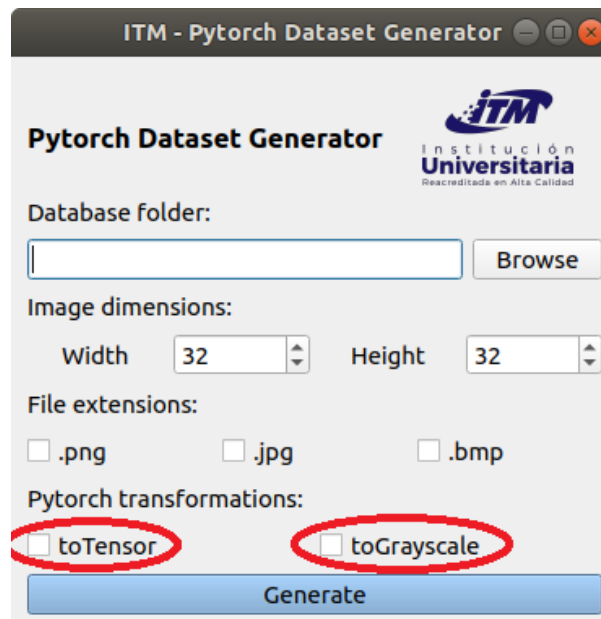 ITM - Pytorch Dataset Generator
Pytorch Dataset Generator
iTM
Institución
Universitaria
Reacreditada en Alta Calidad
Database folder:
Browse
Image dimensions:
Width 32 Height 32
File extensions:
.png .jpg .bmp
Pytorch transformations:
toTensor toGrayscale
Generate